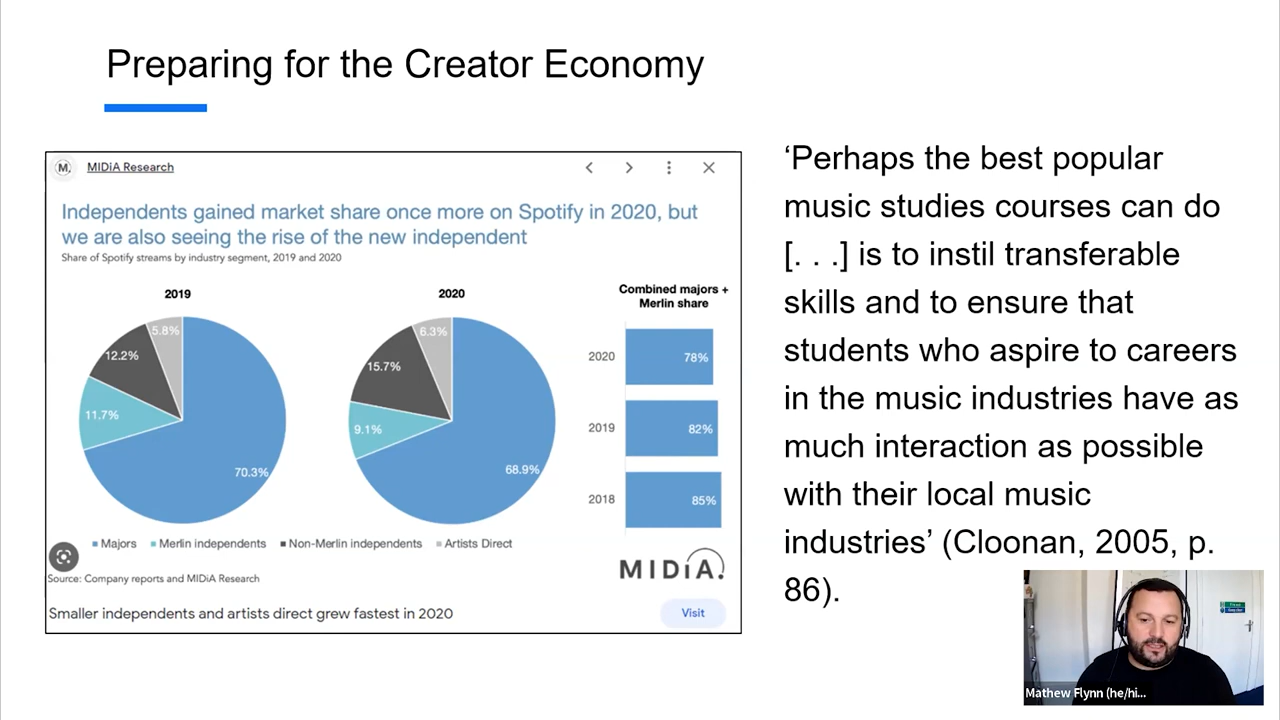 Preparing for the Creator Economy
M.
MIDiA Research
Independents gained market share once more on Spotify in 2020, but
we are also seeing the rise of the new independent
Share of Spotify streams by industry segment, 2019 and 2020
2019
5.8%
12.2%
11.7%
70.3%
2020
6.3%
15.7%
9.1%
68.9%
Combined majors +
Merlin share
2020 78%
2019 82%
2018 85%
Majors Merlin independents Non-Merlin independents Artists Direct
MIDiA.
Source: Company reports and MIDiA Research
Smaller independents and artists direct grew fastest in 2020
Visit
‘Perhaps the best popular
music studies courses can do
[. . .] is to instil transferable
skills and to ensure that
students who aspire to careers
in the music industries have as
much interaction as possible
with their local music
industries’ (Cloonan, 2005, p.
86).
Mathew Flynn (he/hi...